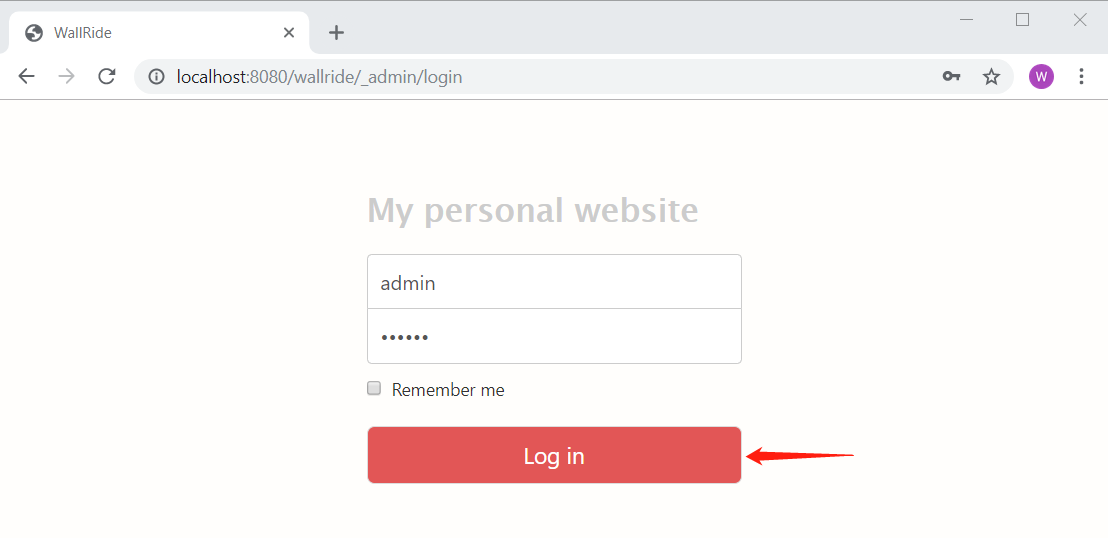 WallRide
localhost:8080/wallride/_admin/login
W
My personal website
admin
••••••
Remember me
Log in